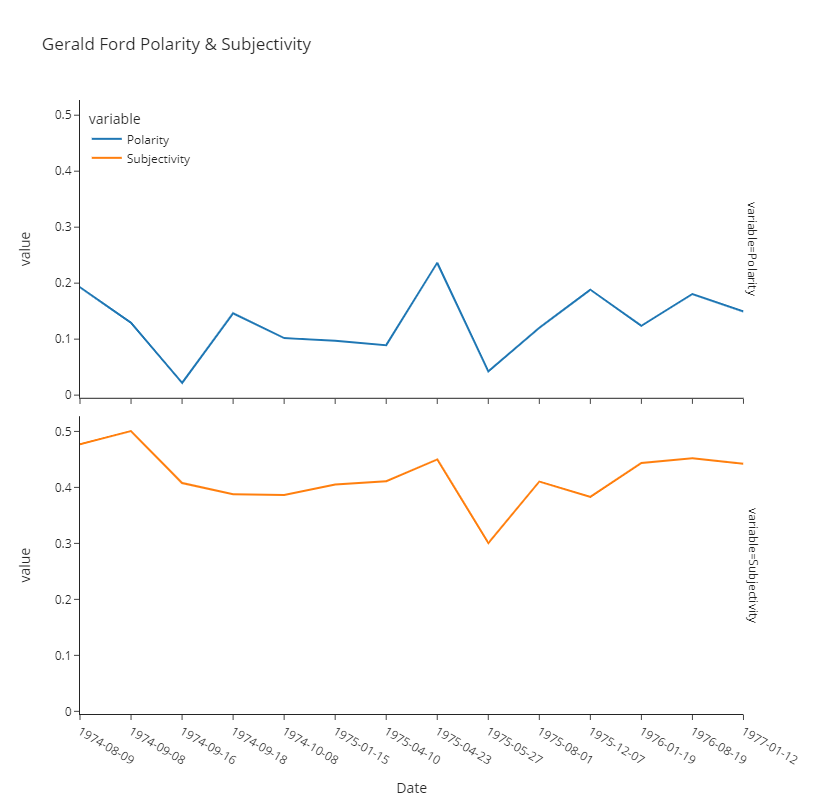 Gerald Ford Polarity & Subjectivity
variable
Polarity
Subjectivity
0.5
0.4
0.3
0.2
0.1
0
value
variable=Polarity
0.5
0.4
0.3
0.2
0.1
0
value
variable=Subjectivity
1974-08-09
1974-09-08
1974-09-16
1974-09-18
1974-10-08
1975-01-15
1975-04-10
1975-04-23
1975-05-27
1975-08-01
1975-12-07
1976-01-19
1976-08-19
1977-01-12
Date